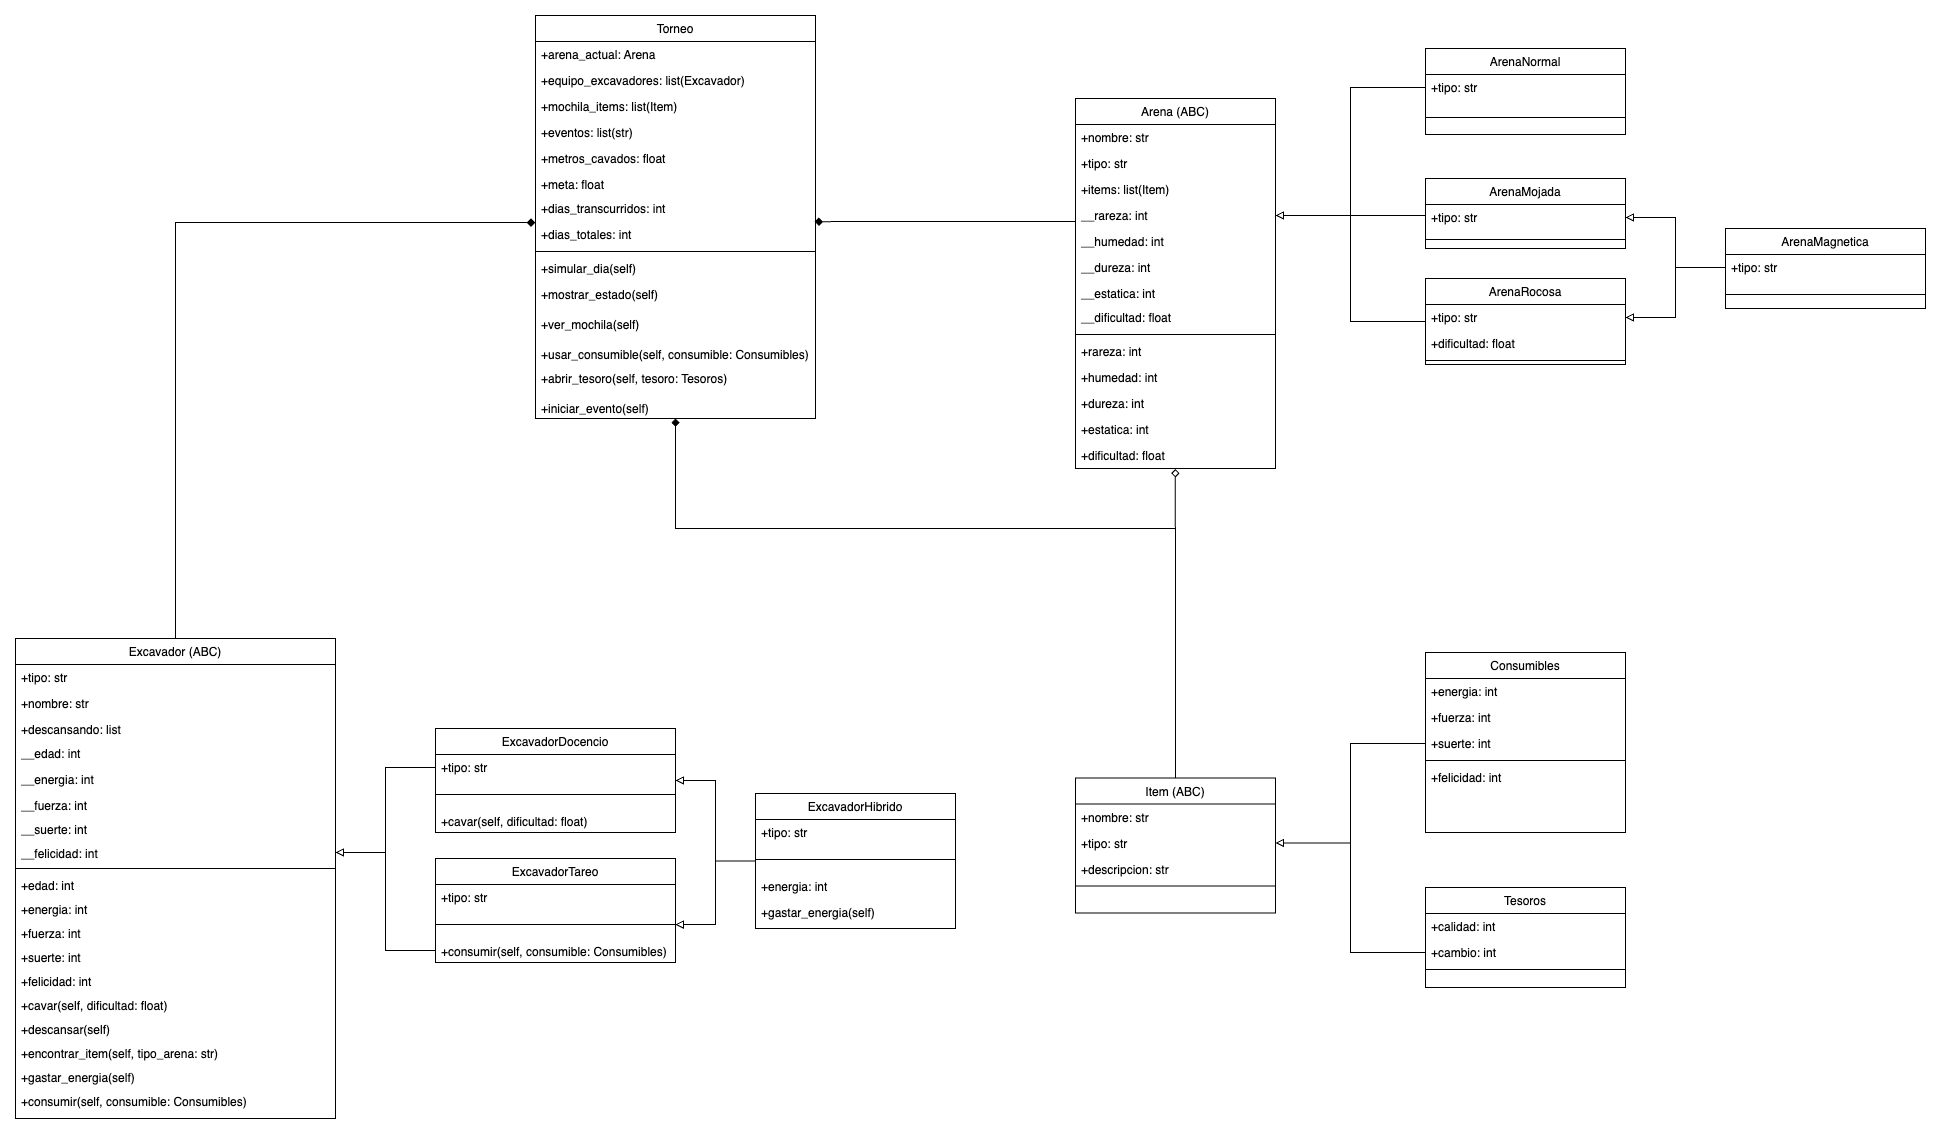 Torneo
+arena_actual: Arena
+equipo_excavadores: list(Excavador)
+mochila_items: list(Item)
+eventos: list(str)
+metros_cavados: float
+meta: float
+dias_transcurridos: int
+dias_totales: int
+simular_dia(self)
+mostrar_estado(self)
+ver_mochila(self)
+usar_consumible(self, consumible: Consumibles)
+abrir_tesoro(self, tesoro: Tesoros)
+iniciar_evento(self)
Arena (ABC)
+nombre: str
+tipo: str
+items: list(Item)
__rareza: int
__humedad: int
__dureza: int
__estatica: int
__dificultad: float
+rareza: int
+humedad: int
+dureza: int
+estatica: int
+dificultad: float
ArenaNormal
+tipo: str
ArenaMojada
+tipo: str
ArenaRocosa
+tipo: str
+dificultad: float
ArenaMagnetica
+tipo: str
Excavador (ABC)
+tipo: str
+nombre: str
+descansando: list
__edad: int
__energia: int
__fuerza: int
__suerte: int
__felicidad: int
+edad: int
+energia: int
+fuerza: int
+suerte: int
+felicidad: int
+cavar(self, dificultad: float)
+descansar(self)
+encontrar_item(self, tipo_arena: str)
+gastar_energia(self)
+consumir(self, consumible: Consumibles)
ExcavadorDocencio
+tipo: str
+cavar(self, dificultad: float)
ExcavadorTareo
+tipo: str
+consumir(self, consumible: Consumibles)
ExcavadorHibrido
+tipo: str
+energia: int
+gastar_energia(self)
Item (ABC)
+nombre: str
+tipo: str
+descripcion: str
Consumibles
+energia: int
+fuerza: int
+suerte: int
+felicidad: int
Tesoros
+calidad: int
+cambio: int